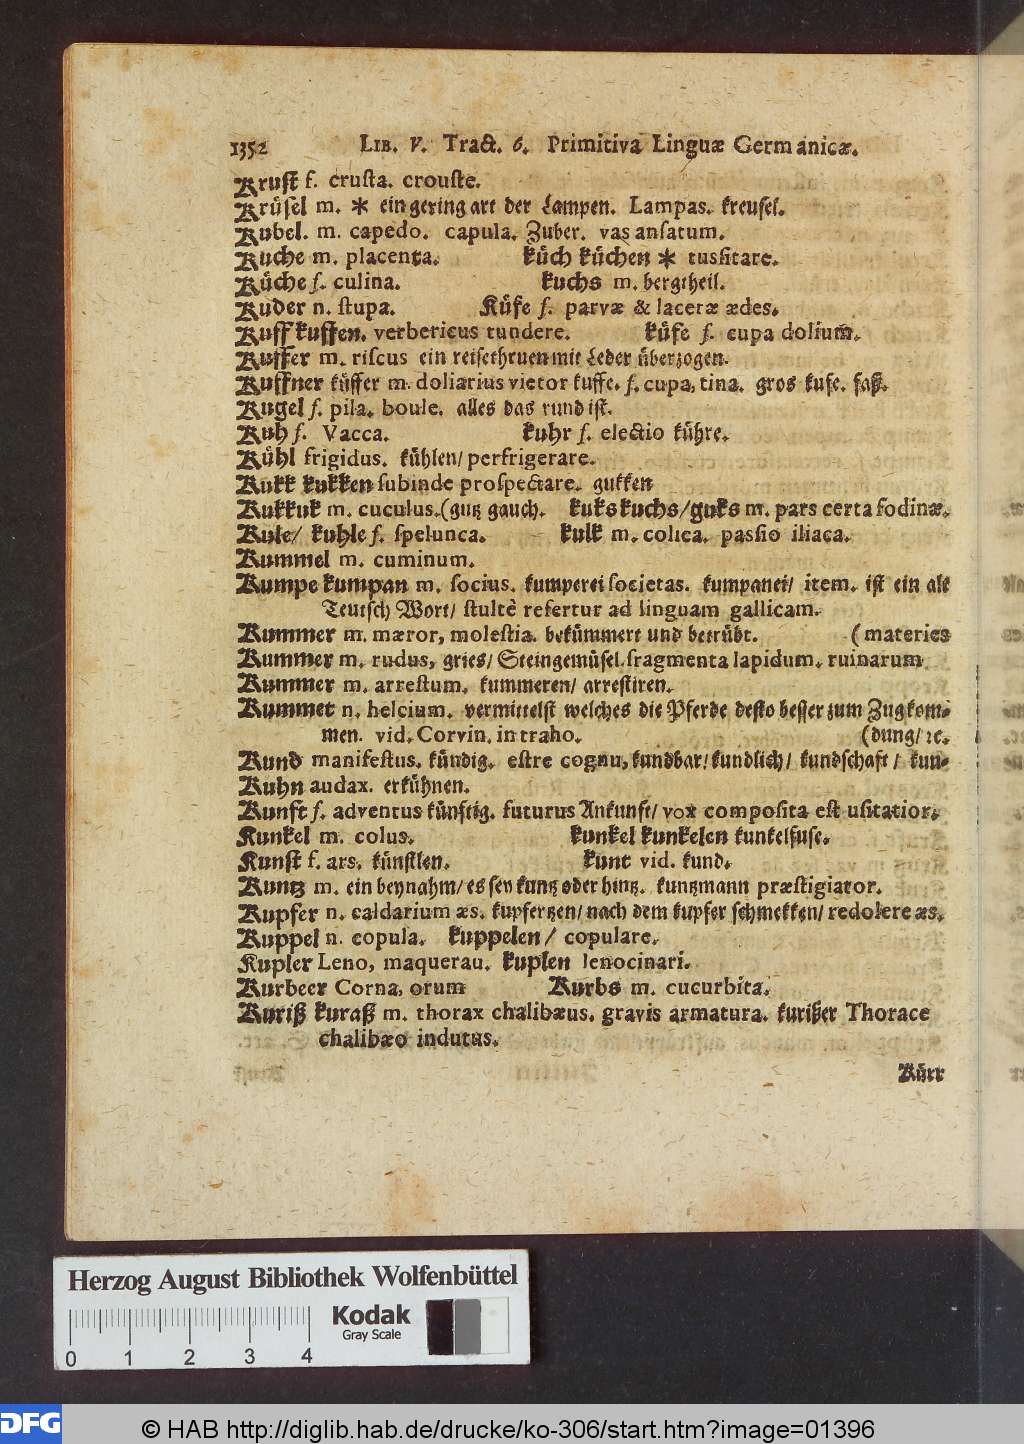 1352 LIB. V. Tract. 6. Primitiva Linguæ Germanicæ.
Kruſt f. cruſta. crouſte.
Krüſel m. * ein gering art der Lampen. Lampas. kreuſel.
Kubel. m. capedo. capula. Zuber. vas anſatum.
Kuche m. placenta. küch küchen * tuſſitare.
Küche f. culina. kuchs m. bergtheil.
Kuder n. ſtupa. Küfe f. parvæ & laceræ ædes.
Kuff kuffen. verbericus tundere. küfe f. cupa dolium.
Kuffer m. riſcus ein reiſethruen mit Leder überzogen.
Kuffner küffer m. doliarius vietor kuffe. f. cupa, tina. gros kufe. faß.
Kugel f. pila. boule. alles das rund iſt.
Kuh f. Vacca. kuhr f. electio kühre.
Kühl frigidus. kühlen/ perfrigerare.
Kukk kukken ſubinde proſpectare. gukken
Kukkuk m. cuculus. (gutz gauch. kuks kuchs/guks m. pars certa fodinæ.
Kule/ kuhle f. ſpelunca. kulk m. colica. paſſio iliaca.
Kummel m. cuminum.
Kumpe kumpan m. ſocius. kumperei ſocietas. kumpanei/ item. iſt ein alt
Teutſch Wort/ ſtultè refertur ad linguam gallicam.
Kummer m. mæror, moleſtia. bekümmert und betrübt. (materies
Kummer m. rudus, gries/ Steingemüſel. fragmenta lapidum. ruinarum
Kummer m. arreſtum. kummeren/ arreſtiren.
Kummet n. helcium. vermittelſt welches die Pferde deſto beſſer zum Zug kom-
men. vid. Corvin. in traho. (dung/ ꝛc.
Kund manifeſtus. kündig. eſtre cognu, kundbar/ kundlich/ kundſchaft/ kun-
Kuhn audax. erkühnen.
Kunft f. adventus künftig. futurus Ankunft/ vox compoſita eſt uſitatior.
Kunkel m. colus. kunkel kunkelen kunkelfuſe.
Kunſt f. ars. künſtlen. kunt vid. kund.
Kuntz m. ein beynahm/ es ſey kuntz oder hintz. kuntzmann præſtigiator.
Kupfer n. caldarium æs. kupfertzen/ nach dem kupfer ſchmekken/ redolere æs.
Kuppel n. copula. kuppelen/ copulare.
Kupler Leno, maquerau. kuplen lenocinari.
Kurbeer Corna, orum Kurbs m. cucurbita.
Kuriß kuraß m. thorax chalibæus. gravis armatura. kurißer Thorace
chalibæo indutus.
Kürr
Herzog August Bibliothek Wolfenbüttel
Kodak
Gray Scale
0 1 2 3 4
DFG © HAB http://diglib.hab.de/drucke/ko-306/start.htm?image=01396